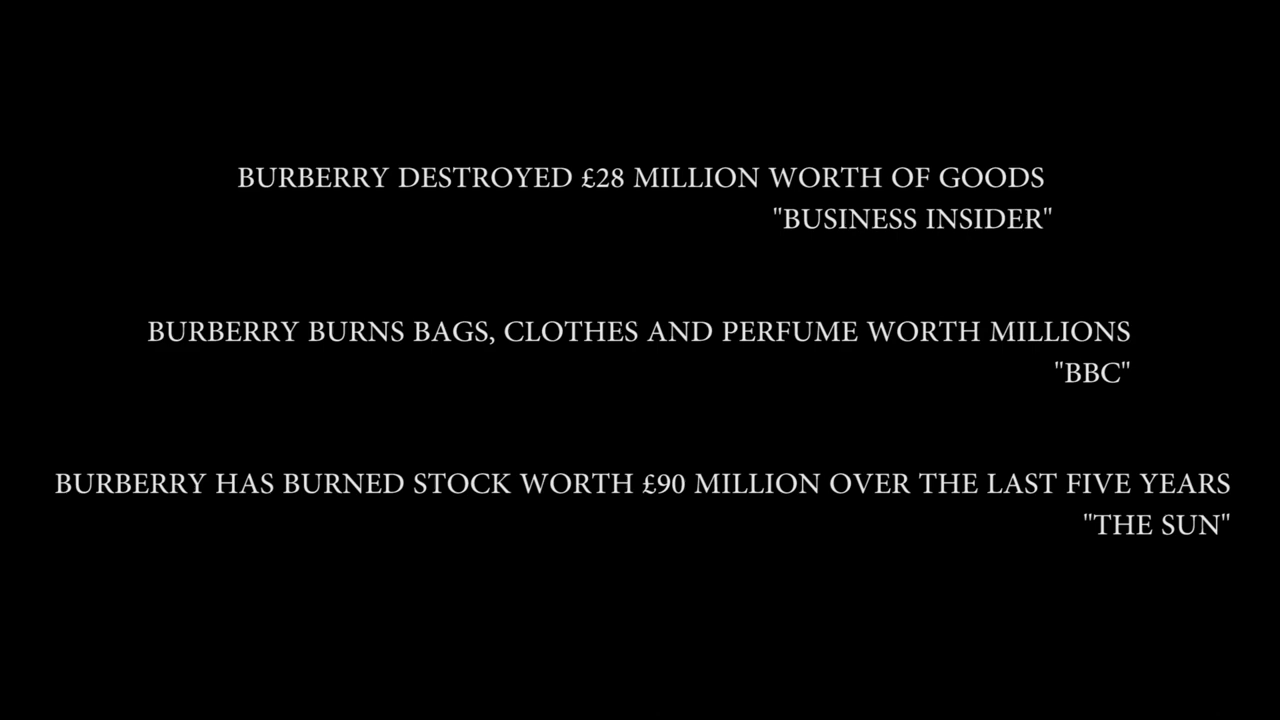 BURBERRY DESTROYED £28 MILLION WORTH OF GOODS
"BUSINESS INSIDER"
BURBERRY BURNS BAGS, CLOTHES AND PERFUME WORTH MILLIONS
"BBC"
BURBERRY HAS BURNED STOCK WORTH £90 MILLION OVER THE LAST FIVE YEARS
"THE SUN"